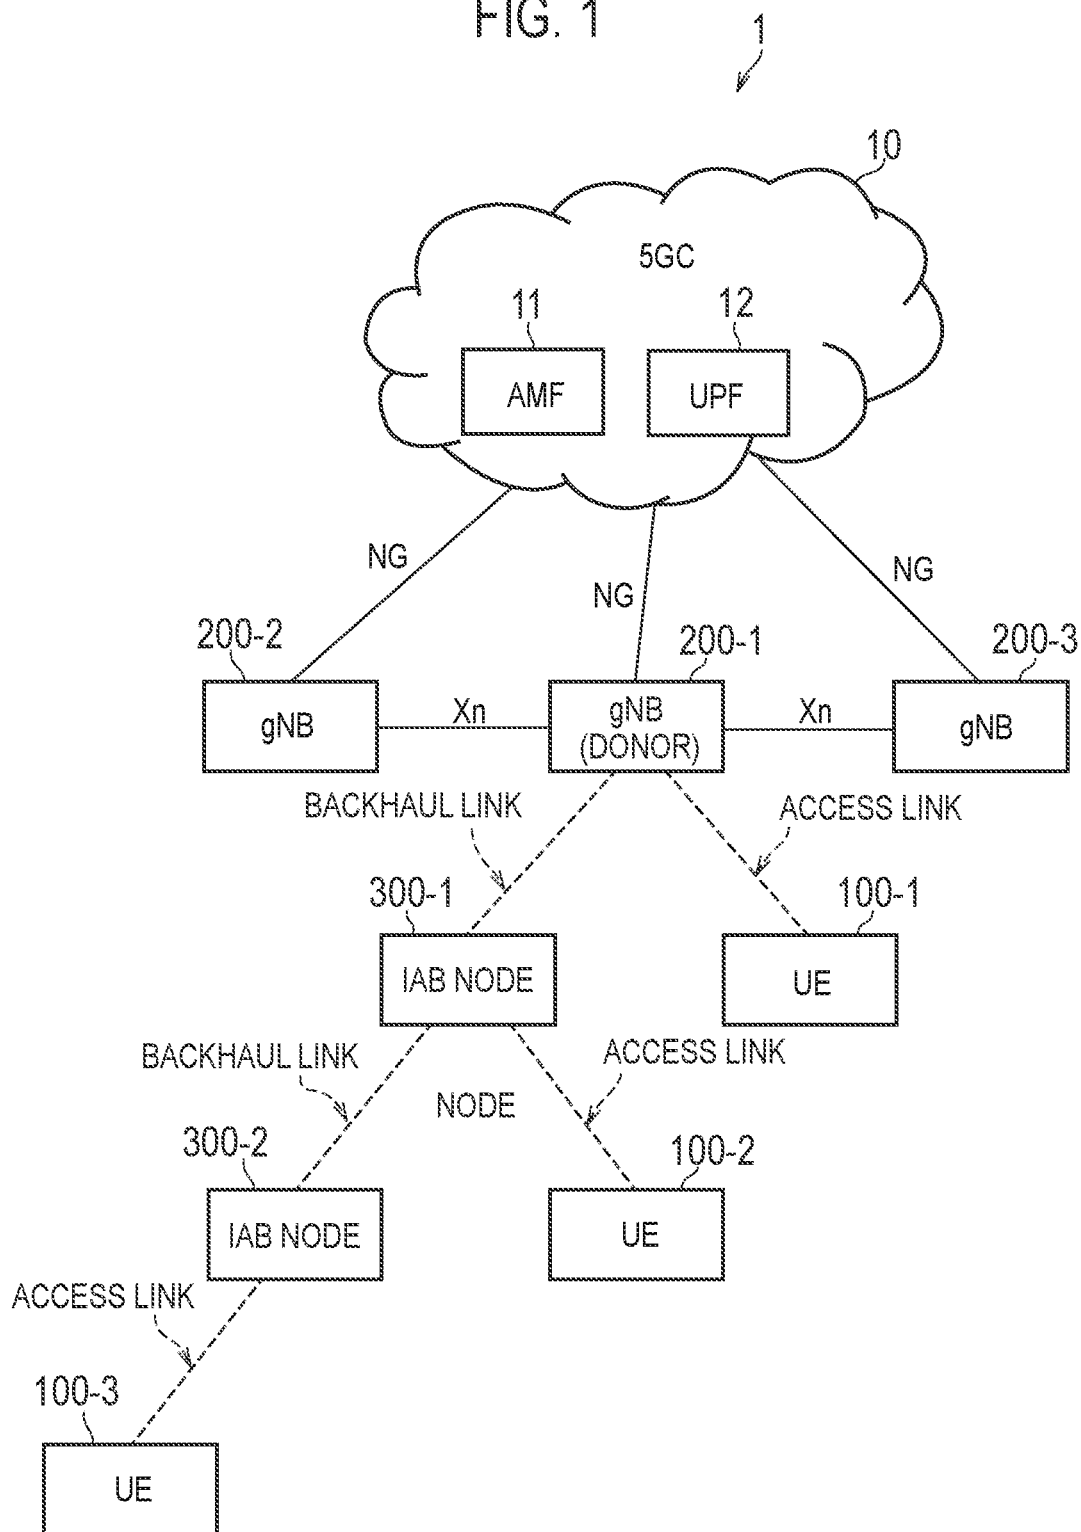 FIG. 1
1
10
5GC
11
12
AMF
UPF
NG
NG
NG
200-2
200-1
200-3
gNB
Xn
gNB
(DONOR)
Xn
gNB
BACKHAUL LINK
ACCESS LINK
300-1
100-1
IAB NODE
UE
BACKHAUL LINK
ACCESS LINK
NODE
300-2
100-2
IAB NODE
UE
ACCESS LINK
100-3
UE